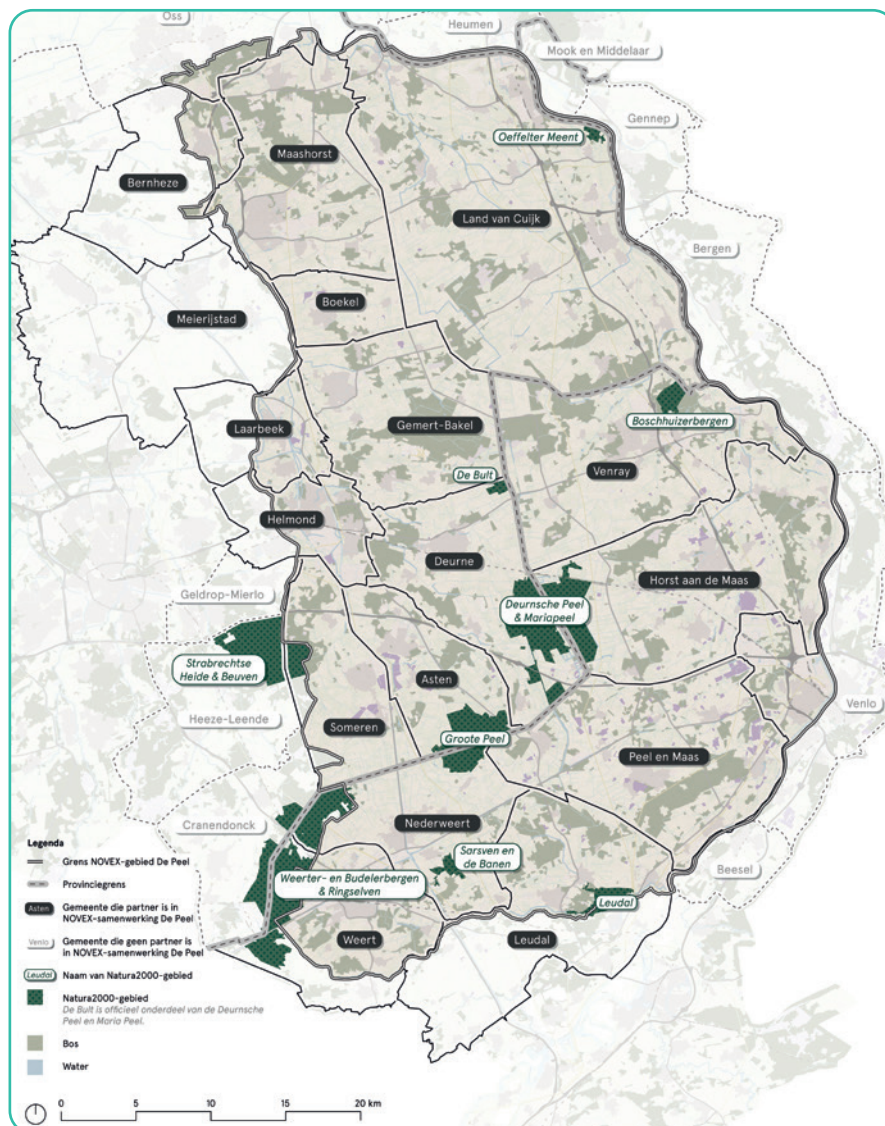 Oss
Heumen
Mook en Middelaar
Gennep
Oeffelter Meent
Maashorst
Bernheze
Land van Cuijk
Bergen
Boekel
Meierijstad
Boschhuizerbergen
Gemert-Bakel
Laarbeek
Venray
De Bult
Helmond
Deurne
Horst aan de Maas
Geldrop-Mierlo
Deurnsche Peel
& Mariapeel
Strabrechtse
Heide & Beuven
Asten
Venlo
Heeze-Leende
Someren
Groote Peel
Peel en Maas
Cranendonck
Nederweert
Sarsven en
de Banen
Beesel
Weerter- en Budelerbergen
& Ringselven
Leudal
Weert
Leudal
Legenda
Grens NOVEX-gebied De Peel
Provinciegrens
Asten
Gemeente die partner is in
NOVEX-samenwerking De Peel
Venlo
Gemeente die geen partner is
in NOVEX-samenwerking De Peel
Leudal
Naam van Natura2000-gebied
Natura2000-gebied
De Bult is officieel onderdeel van de Deurnsche
Peel en Maria Peel.
Bos
Water
0 5 10 15 20 km